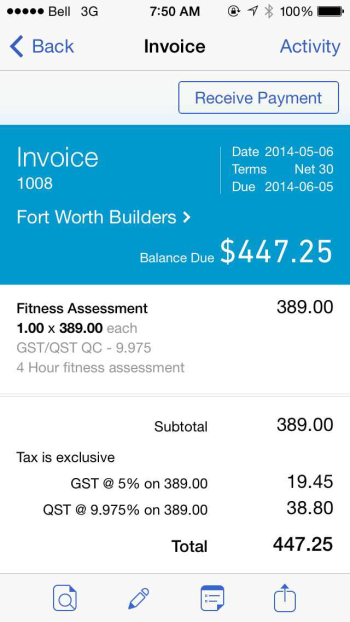 Bell 3G 7:50 AM 100%
Back Invoice Activity
Receive Payment
Invoice
1008
Date 2014-05-06
Terms Net 30
Due 2014-06-05
Fort Worth Builders >
Balance Due $447.25
Fitness Assessment 389.00
1.00 x 389.00 each
GST/QST QC - 9.975
4 Hour fitness assessment
Subtotal 389.00
Tax is exclusive
GST @ 5% on 389.00 19.45
QST @ 9.975% on 389.00 38.80
Total 447.25